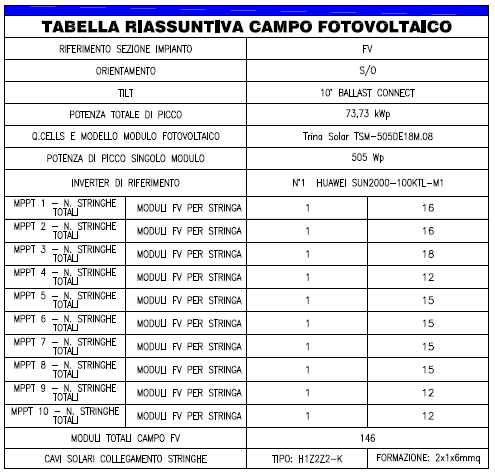 TABELLA RIASSUNTIVA CAMPO FOTOVOLTAICO
RIFERIMENTO SEZIONE IMPIANTO FV
ORIENTAMENTO S/O
TILT 10° BALLAST CONNECT
POTENZA TOTALE DI PICCO 73,73 kWp
Q.CELLS E MODELLO MODULO FOTOVOLTAICO Trina Solar TSM-505DE18M.08
POTENZA DI PICCO SINGOLO MODULO 505 Wp
INVERTER DI RIFERIMENTO N°1 HUAWEI SUN2000-100KTL-M1
MPPT 1 - N. STRINGHE
TOTALI MODULI FV PER STRINGA 1 16
MPPT 2 - N. STRINGHE
TOTALI MODULI FV PER STRINGA 1 16
MPPT 3 - N. STRINGHE
TOTALI MODULI FV PER STRINGA 1 18
MPPT 4 - N. STRINGHE
TOTALI MODULI FV PER STRINGA 1 12
MPPT 5 - N. STRINGHE
TOTALI MODULI FV PER STRINGA 1 15
MPPT 6 - N. STRINGHE
TOTALI MODULI FV PER STRINGA 1 15
MPPT 7 - N. STRINGHE
TOTALI MODULI FV PER STRINGA 1 15
MPPT 8 - N. STRINGHE
TOTALI MODULI FV PER STRINGA 1 15
MPPT 9 - N. STRINGHE
TOTALI MODULI FV PER STRINGA 1 12
MPPT 10 - N. STRINGHE
TOTALI MODULI FV PER STRINGA 1 12
MODULI TOTALI CAMPO FV 146
CAVI SOLARI COLLEGAMENTO STRINGHE TIPO: H1Z2Z2-K FORMAZIONE: 2x1x6mmq